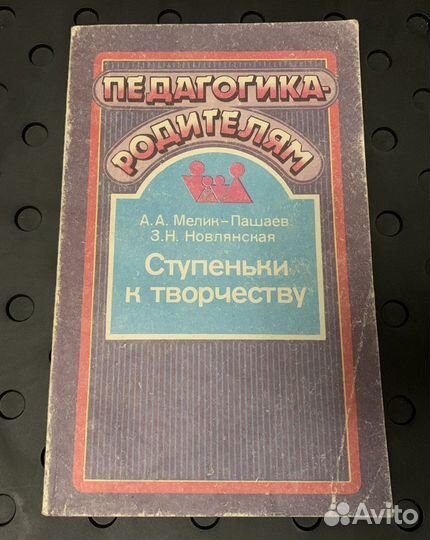 ПЕДАГОГИКА-
РОДИТЕЛЯМ
А.А. Мелик-Пашаев
З.Н. Новлянская
Ступеньки
к творчеству
Avito